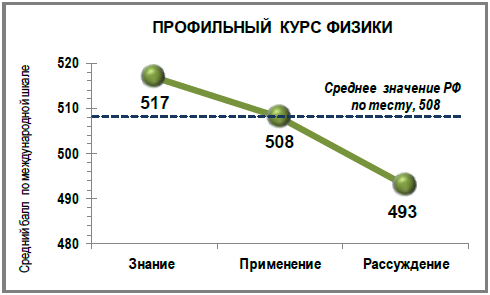 ПРОФИЛЬНЫЙ КУРС ФИЗИКИ
Средний балл по международной шкале
520
510
500
490
480
517
508
493
Среднее значение РФ
по тесту, 508
Знание
Применение
Рассуждение